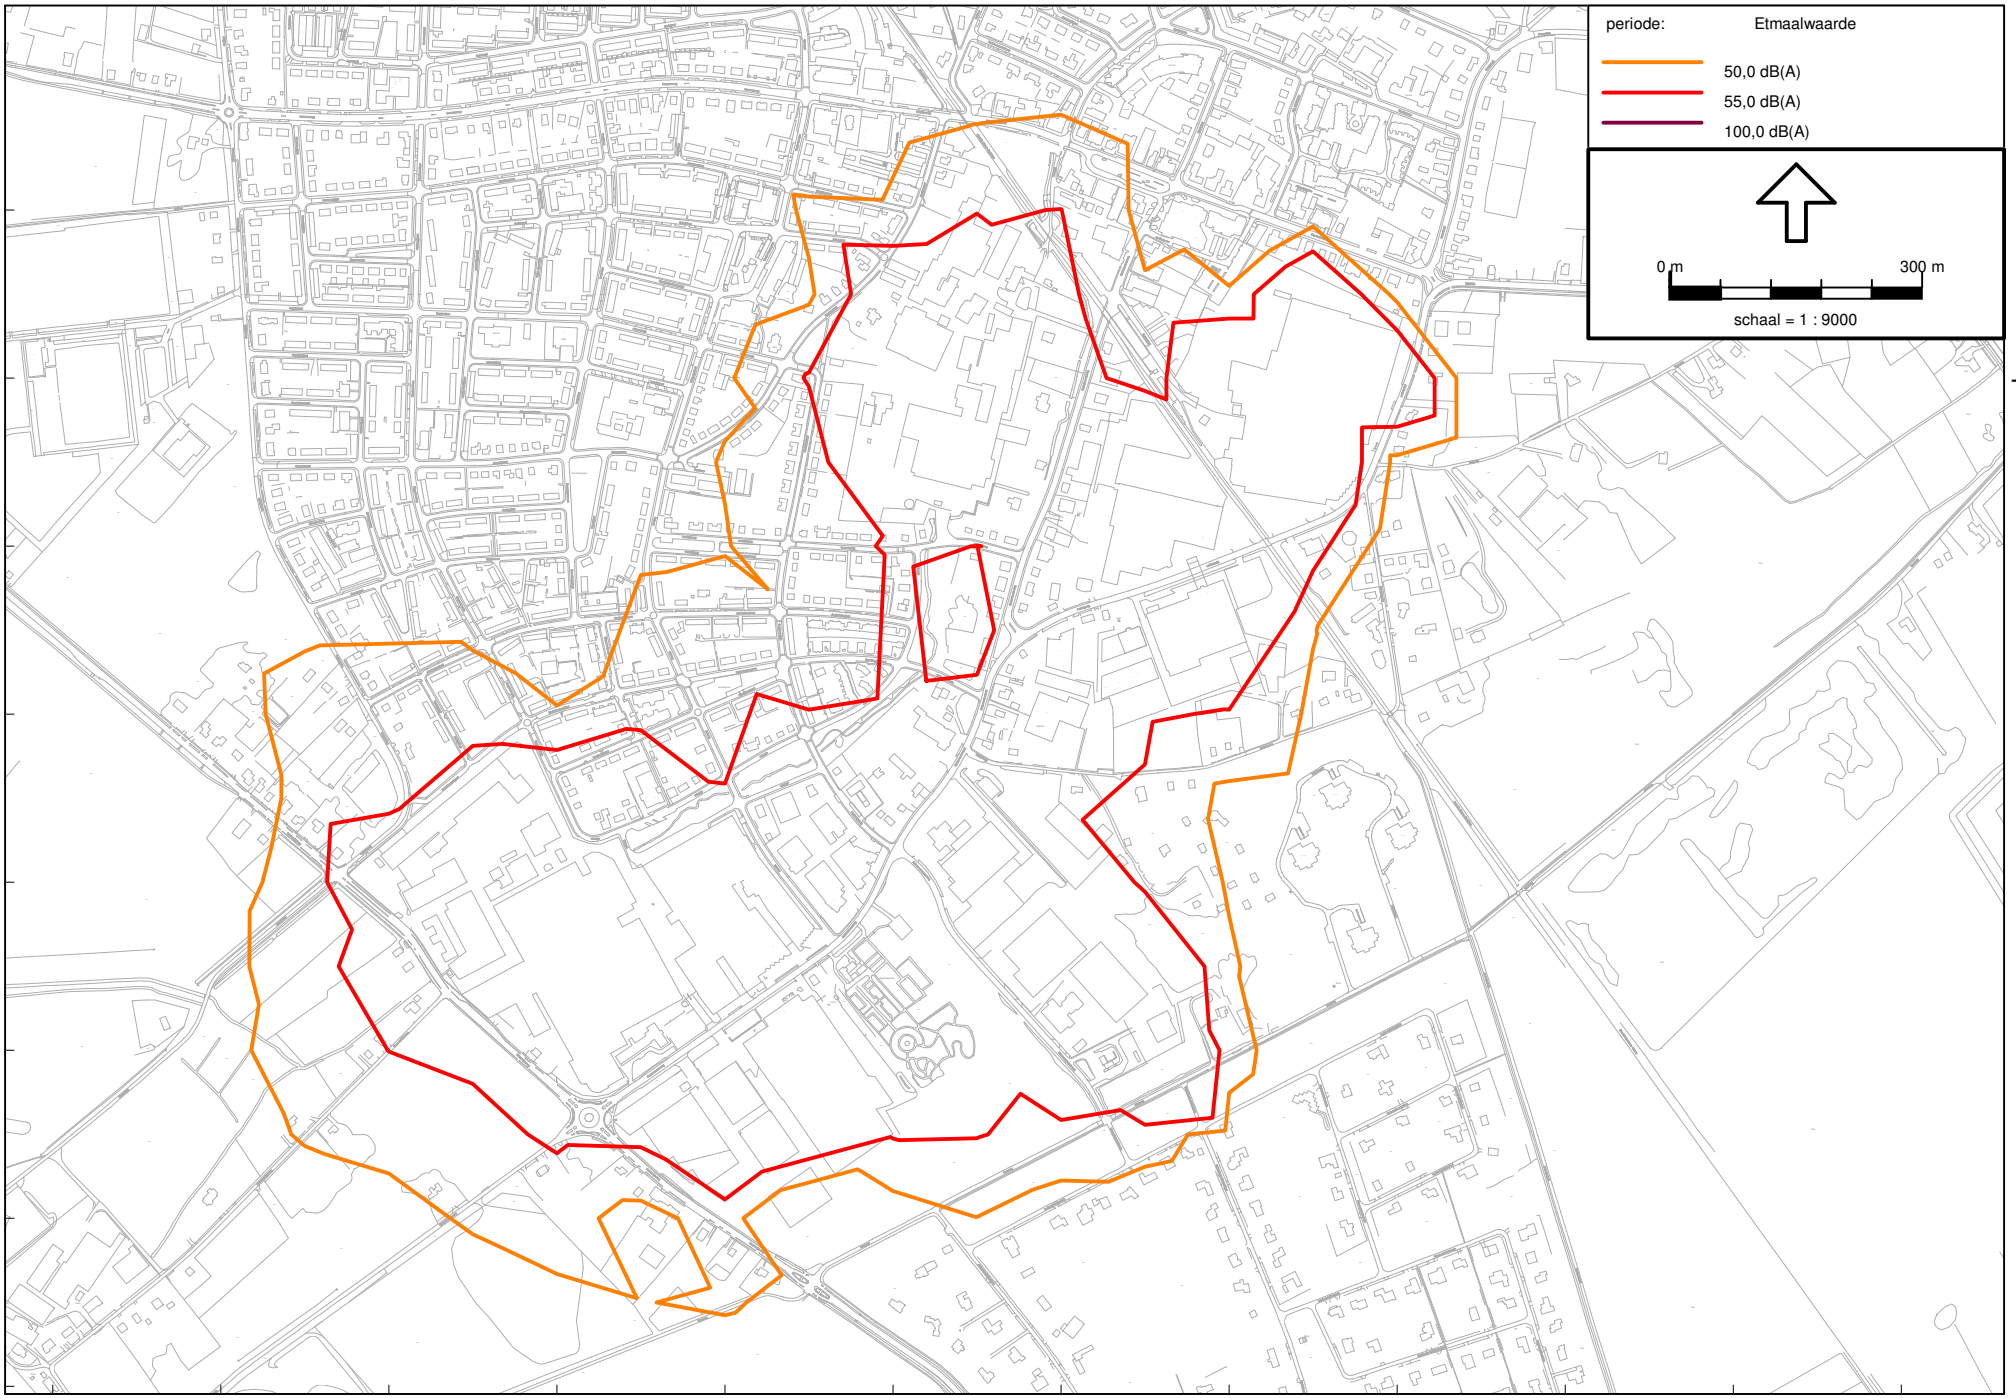 periode: Etmaalwaarde
50,0 dB(A)
55,0 dB(A)
100,0 dB(A)
0 m 300 m
schaal = 1 : 9000